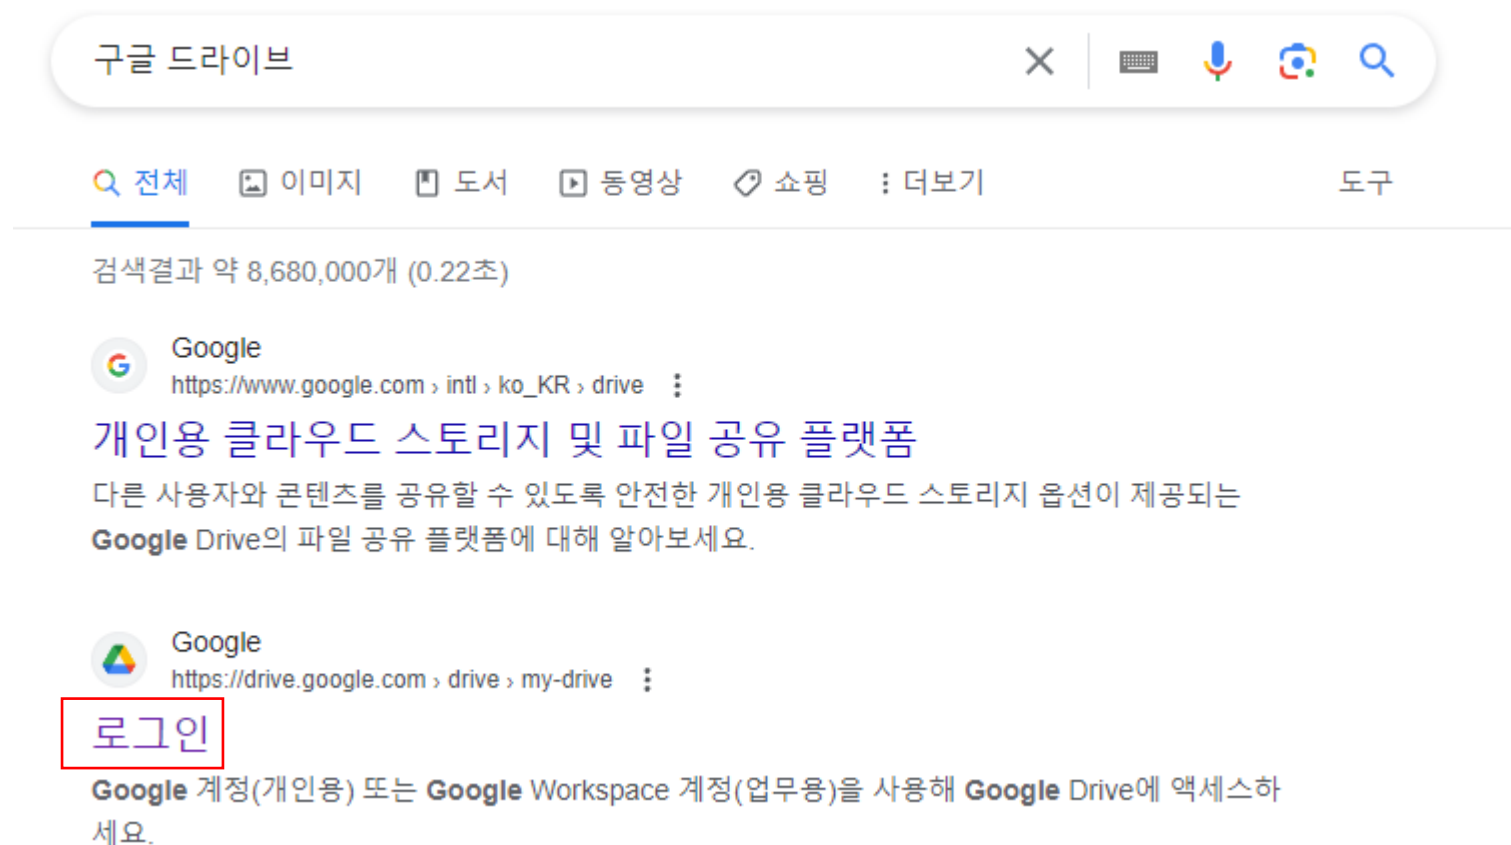 구글 드라이브
전체 이미지 도서 동영상 쇼핑 더보기 도구
검색결과 약 8,680,000개 (0.22초)
Google
https://www.google.com › intl › ko_KR › drive
개인용 클라우드 스토리지 및 파일 공유 플랫폼
다른 사용자와 콘텐츠를 공유할 수 있도록 안전한 개인용 클라우드 스토리지 옵션이 제공되는
Google Drive의 파일 공유 플랫폼에 대해 알아보세요.
Google
https://drive.google.com › drive › my-drive
로그인
Google 계정(개인용) 또는 Google Workspace 계정(업무용)을 사용해 Google Drive에 액세스하
세요.